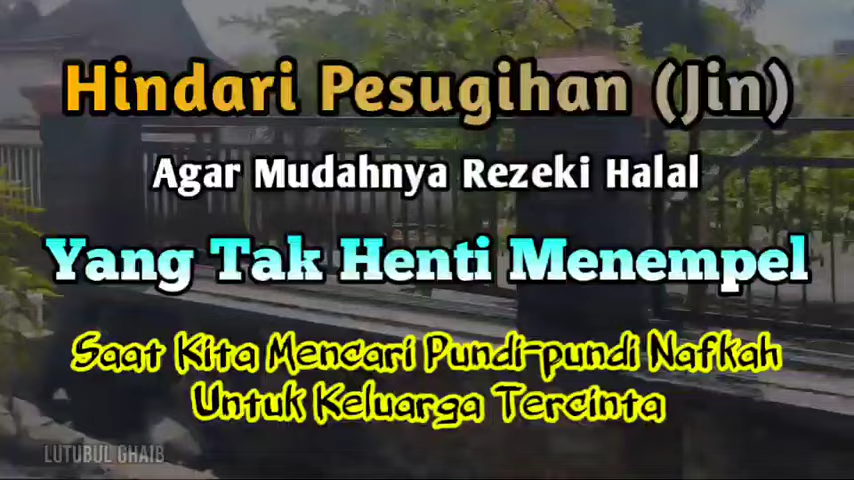 Hindari Pesugihan (Jin)
Agar Mudahnya Rezeki Halal
Yang Tak Henti Menempel
Saat Kita Mencari Pundi-pundi Nafkah
Untuk Keluarga Tercinta
LUTUBUL GHAIB